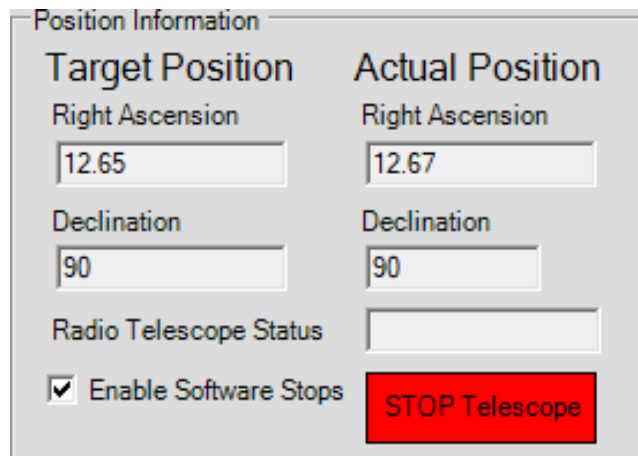 Position Information
Target Position
Actual Position
Right Ascension
Right Ascension
12.65
12.67
Declination
Declination
90
90
Radio Telescope Status
Enable Software Stops
STOP Telescope